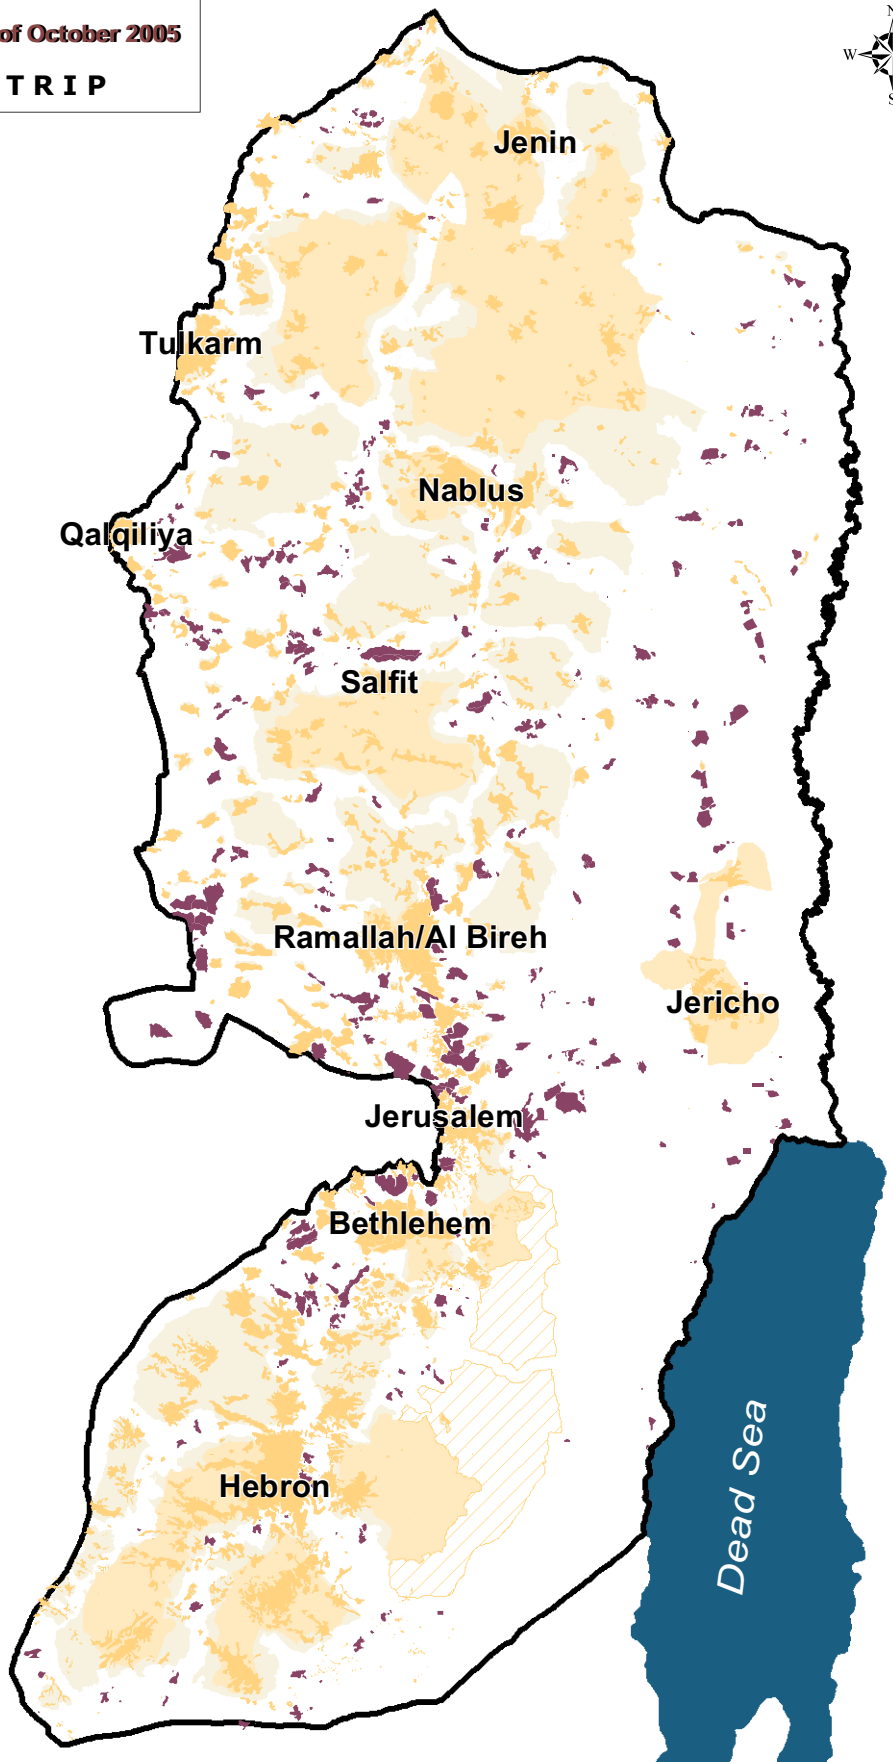 of October 2005
TRIP
N
W
S
Jenin
Tulkarm
Nablus
Qalqiliya
Salfit
Ramallah/Al Bireh
Jericho
Jerusalem
Bethlehem
Hebron
Dead Sea